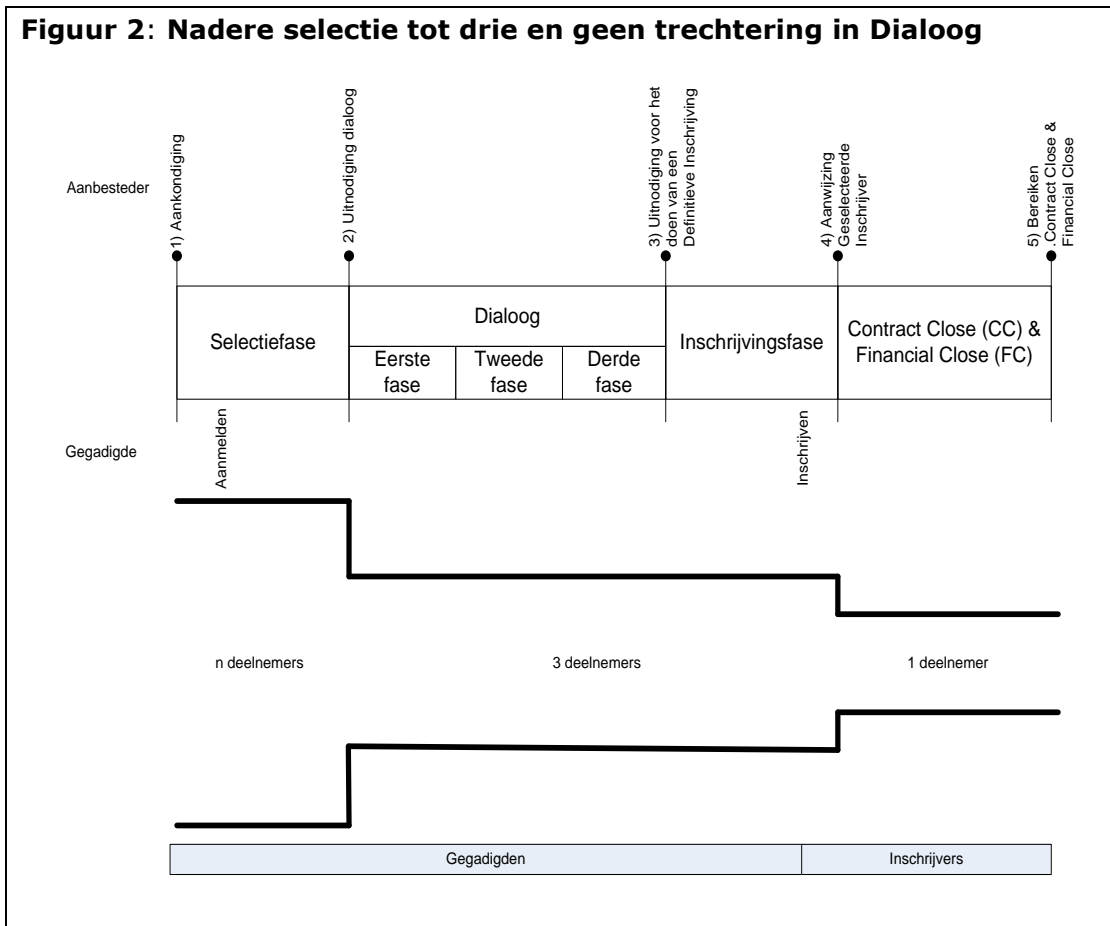 Figuur 2: Nadere selectie tot drie en geen trechtering in Dialoog
Aanbesteder
1) Aankondiging
2) Uitnodiging dialoog
3) Uitnodiging voor het
doen van een
Definitieve Inschrijving
4) Aanwijzing
Geselecteerde
Inschrijver
5) Bereiken
.Contract Close &
Financial Close
Selectiefase
Dialoog
Eerste
fase
Tweede
fase
Derde
fase
Inschrijvingsfase
Contract Close (CC) &
Financial Close (FC)
Gegadigde
Aanmelden
Inschrijven
n deelnemers
3 deelnemers
1 deelnemer
Gegadigden
Inschrijvers